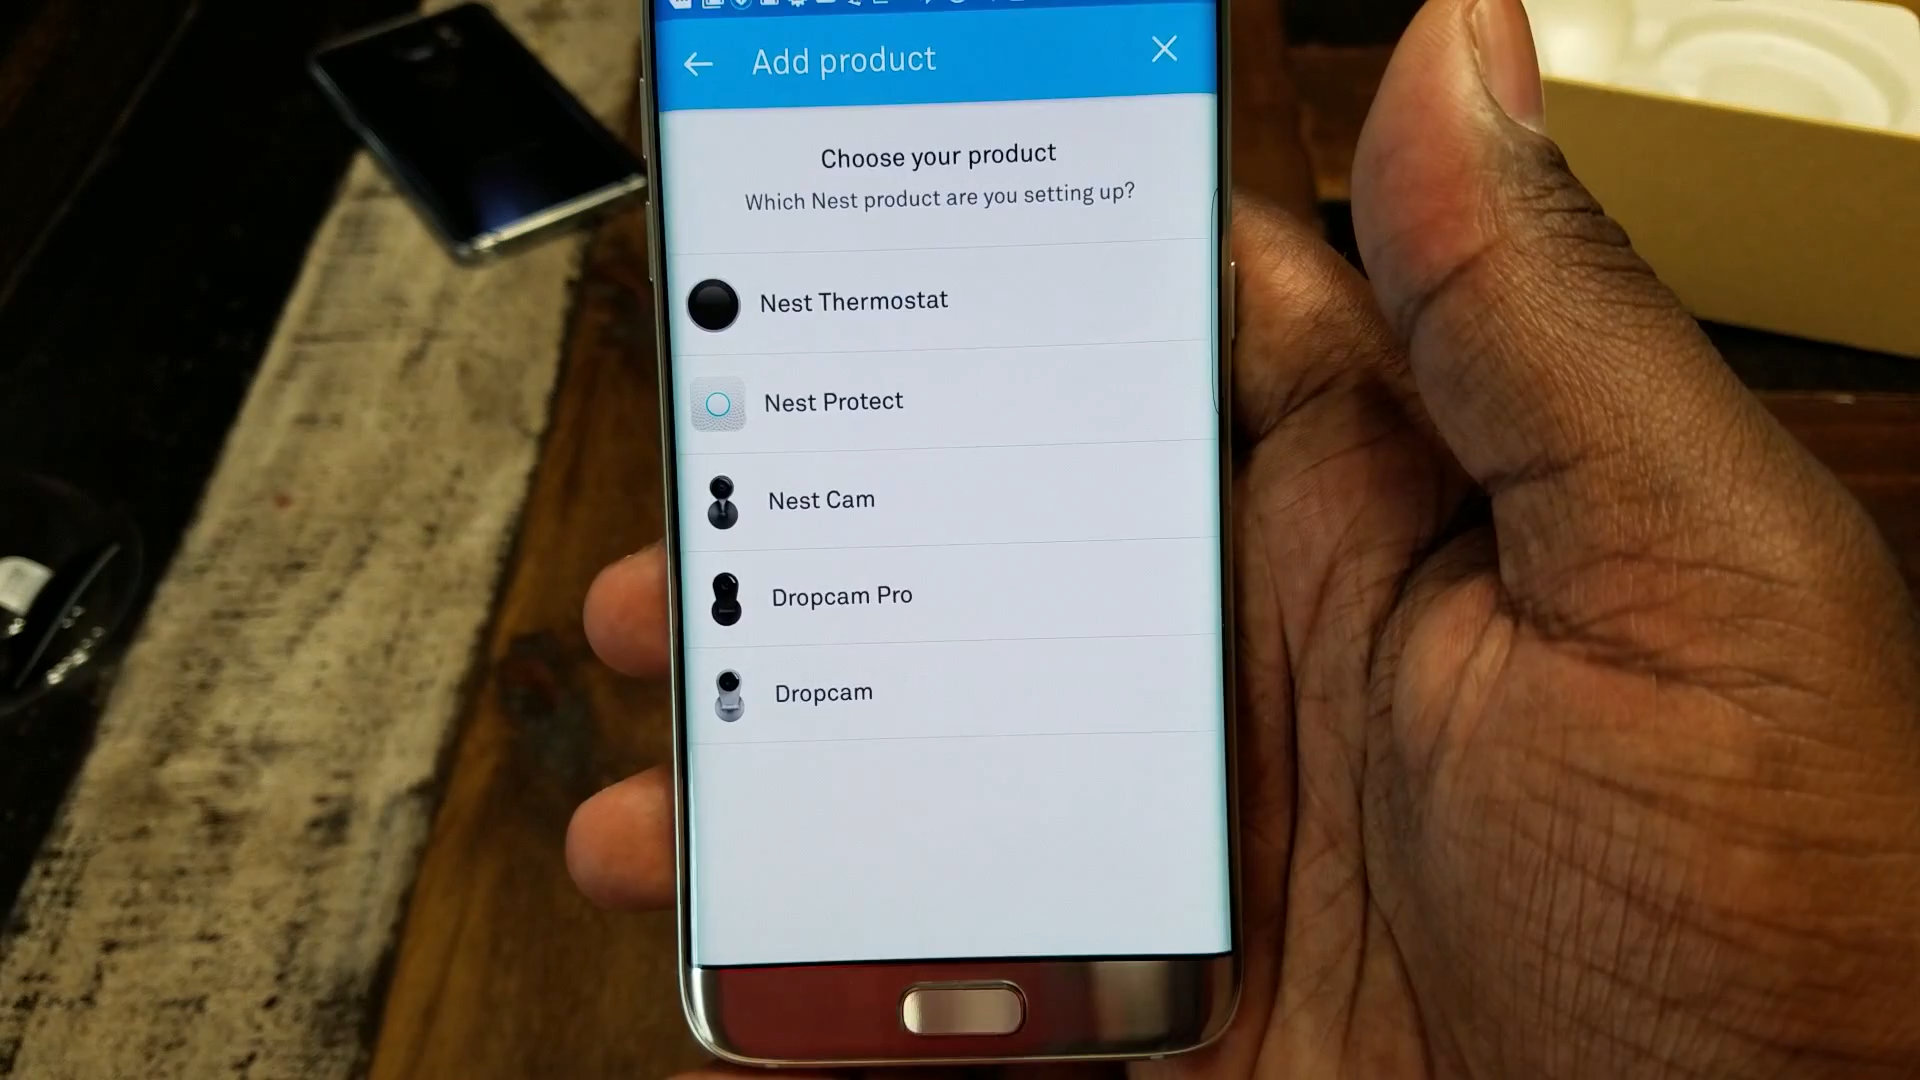 Add product
Choose your product
Which Nest product are you setting up?
Nest Thermostat
Nest Protect
Nest Cam
Dropcam Pro
Dropcam